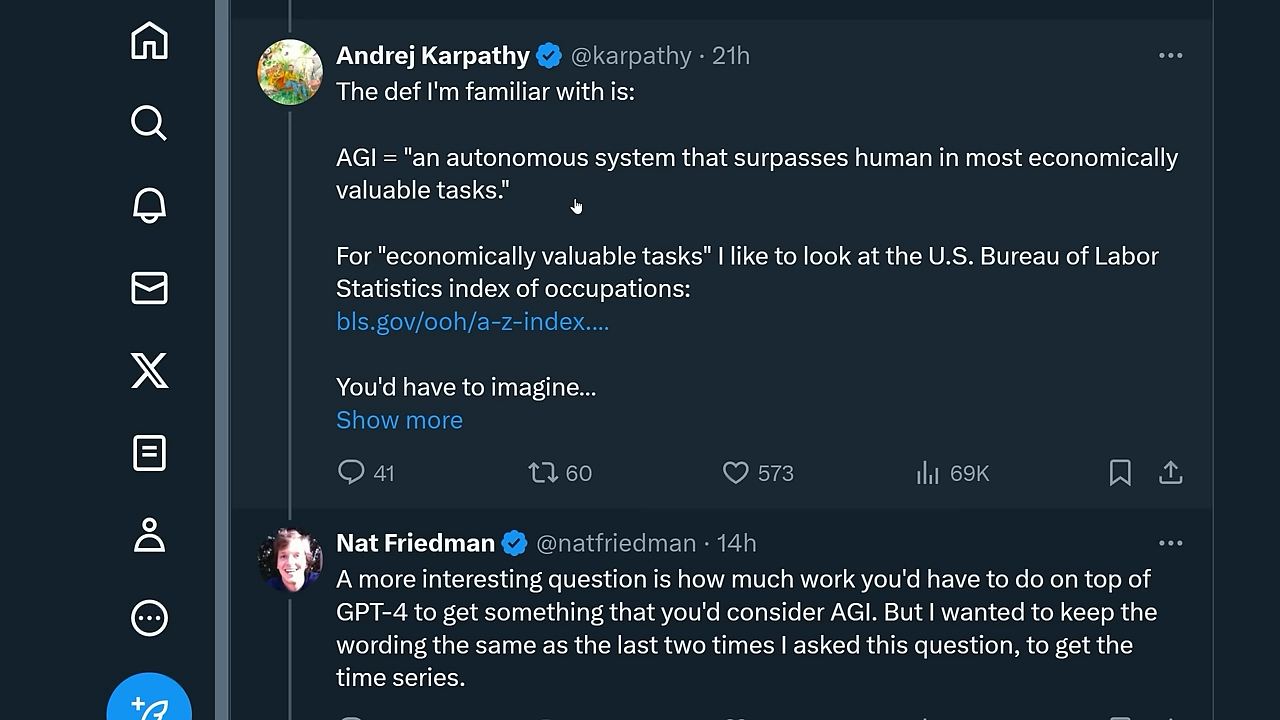 Andrej Karpathy @karpathy · 21h
The def I'm familiar with is:
AGI = "an autonomous system that surpasses human in most economically
valuable tasks."
For "economically valuable tasks" I like to look at the U.S. Bureau of Labor
Statistics index of occupations:
bls.gov/ooh/a-z-index....
You'd have to imagine...
Show more
41 60 573 69K
Nat Friedman @natfriedman · 14h
A more interesting question is how much work you'd have to do on top of
GPT-4 to get something that you'd consider AGI. But I wanted to keep the
wording the same as the last two times I asked this question, to get the
time series.